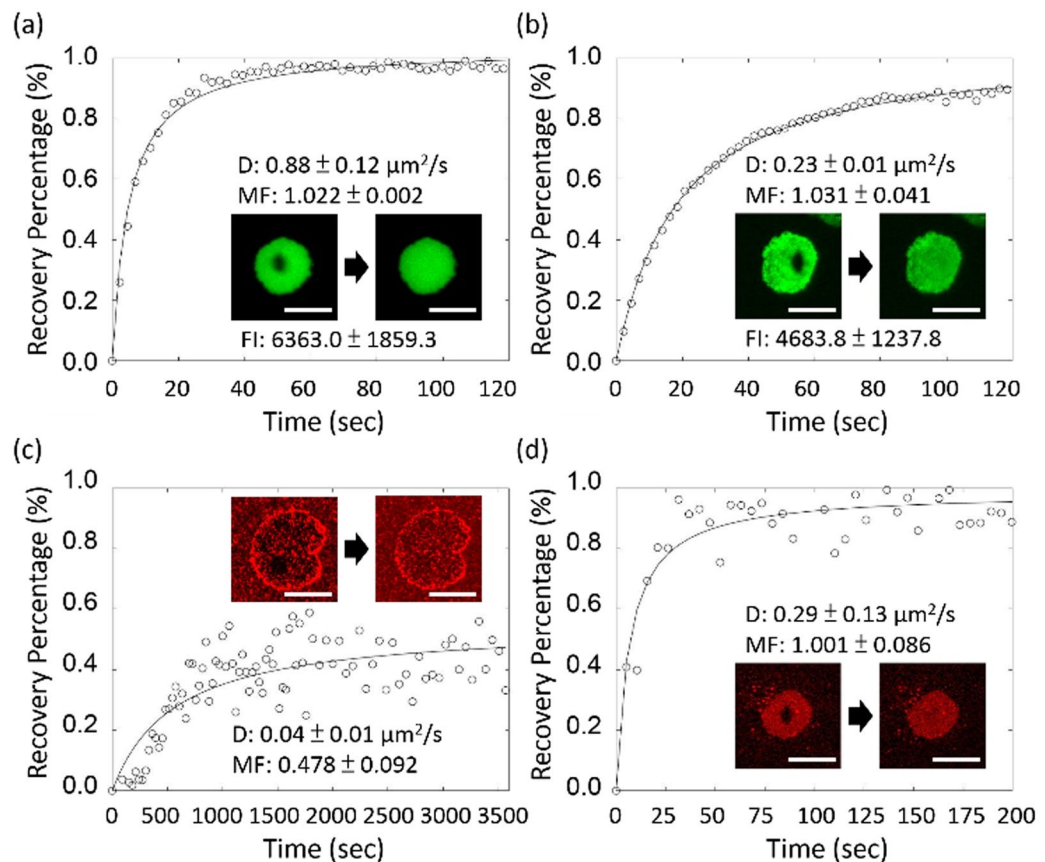 (a)
Recovery Percentage (%)
1.0
0.8
0.6
0.4
0.2
0.0
D: 0.88 ± 0.12 μm²/s
MF: 1.022 ± 0.002
FI: 6363.0 ± 1859.3
0 20 40 60 80 100 120
Time (sec)
(b)
Recovery Percentage (%)
1.0
0.8
0.6
0.4
0.2
0.0
D: 0.23 ± 0.01 μm²/s
MF: 1.031 ± 0.041
FI: 4683.8 ± 1237.8
0 20 40 60 80 100 120
Time (sec)
(c)
Recovery Percentage (%)
1.0
0.8
0.6
0.4
0.2
0.0
D: 0.04 ± 0.01 μm²/s
MF: 0.478 ± 0.092
0 500 1000 1500 2000 2500 3000 3500
Time (sec)
(d)
Recovery Percentage (%)
1.0
0.8
0.6
0.4
0.2
0.0
D: 0.29 ± 0.13 μm²/s
MF: 1.001 ± 0.086
0 25 50 75 100 125 150 175 200
Time (sec)